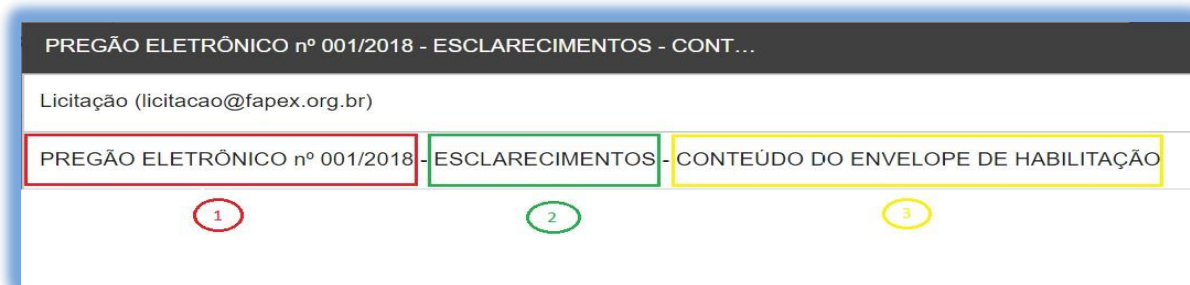 PREGÃO ELETRÔNICO nº 001/2018 - ESCLARECIMENTOS - CONT...
Licitação (licitacao@fapex.org.br)
PREGÃO ELETRÔNICO nº 001/2018 - ESCLARECIMENTOS - CONTEÚDO DO ENVELOPE DE HABILITAÇÃO
1 2 3